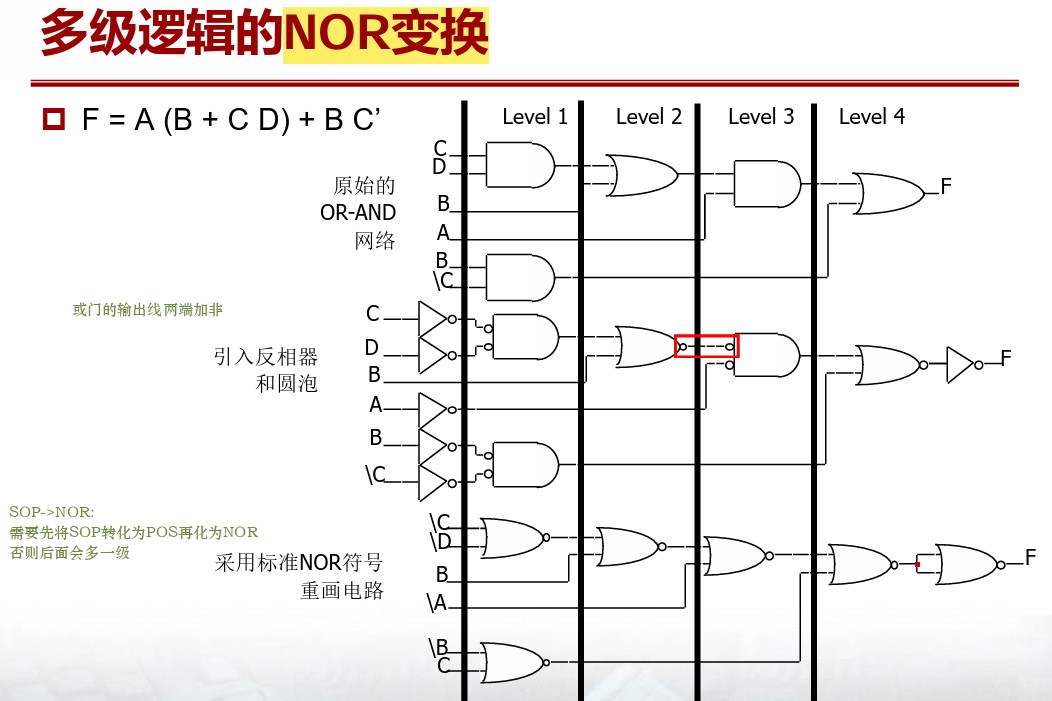 多级逻辑的NOR变换
F = A (B + C D) + B C’
Level 1
Level 2
Level 3
Level 4
原始的
OR-AND
网络
C
D
B
A
B
\C
F
或门的输出线两端加非
引入反相器
和圆泡
C
D
B
A
B
\C
F
SOP->NOR:
需要先将SOP转化为POS再化为NOR
否则后面会多一级
采用标准NOR符号
重画电路
\C
\D
B
\A
\B
C
F